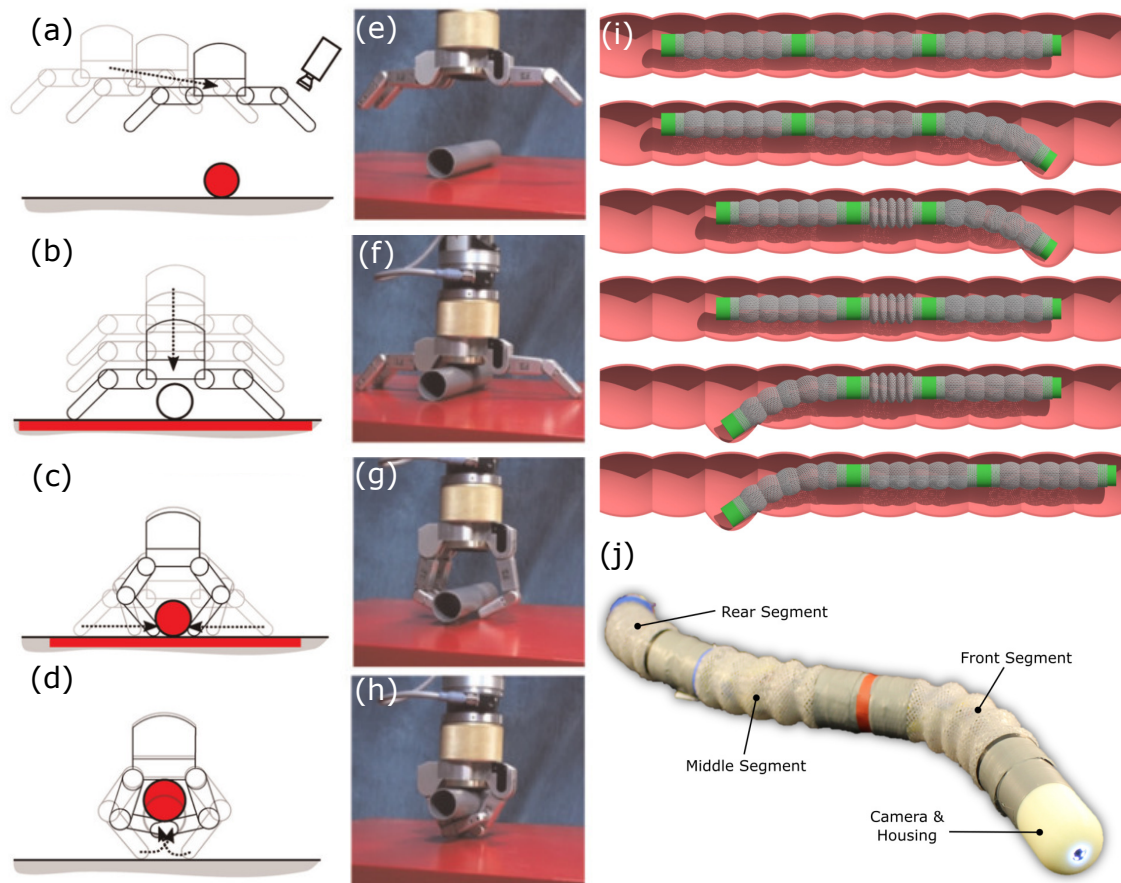 (a)
(b)
(c)
(d)
(e)
(f)
(g)
(h)
(i)
(j)
Rear Segment
Front Segment
Middle Segment
Camera &
Housing